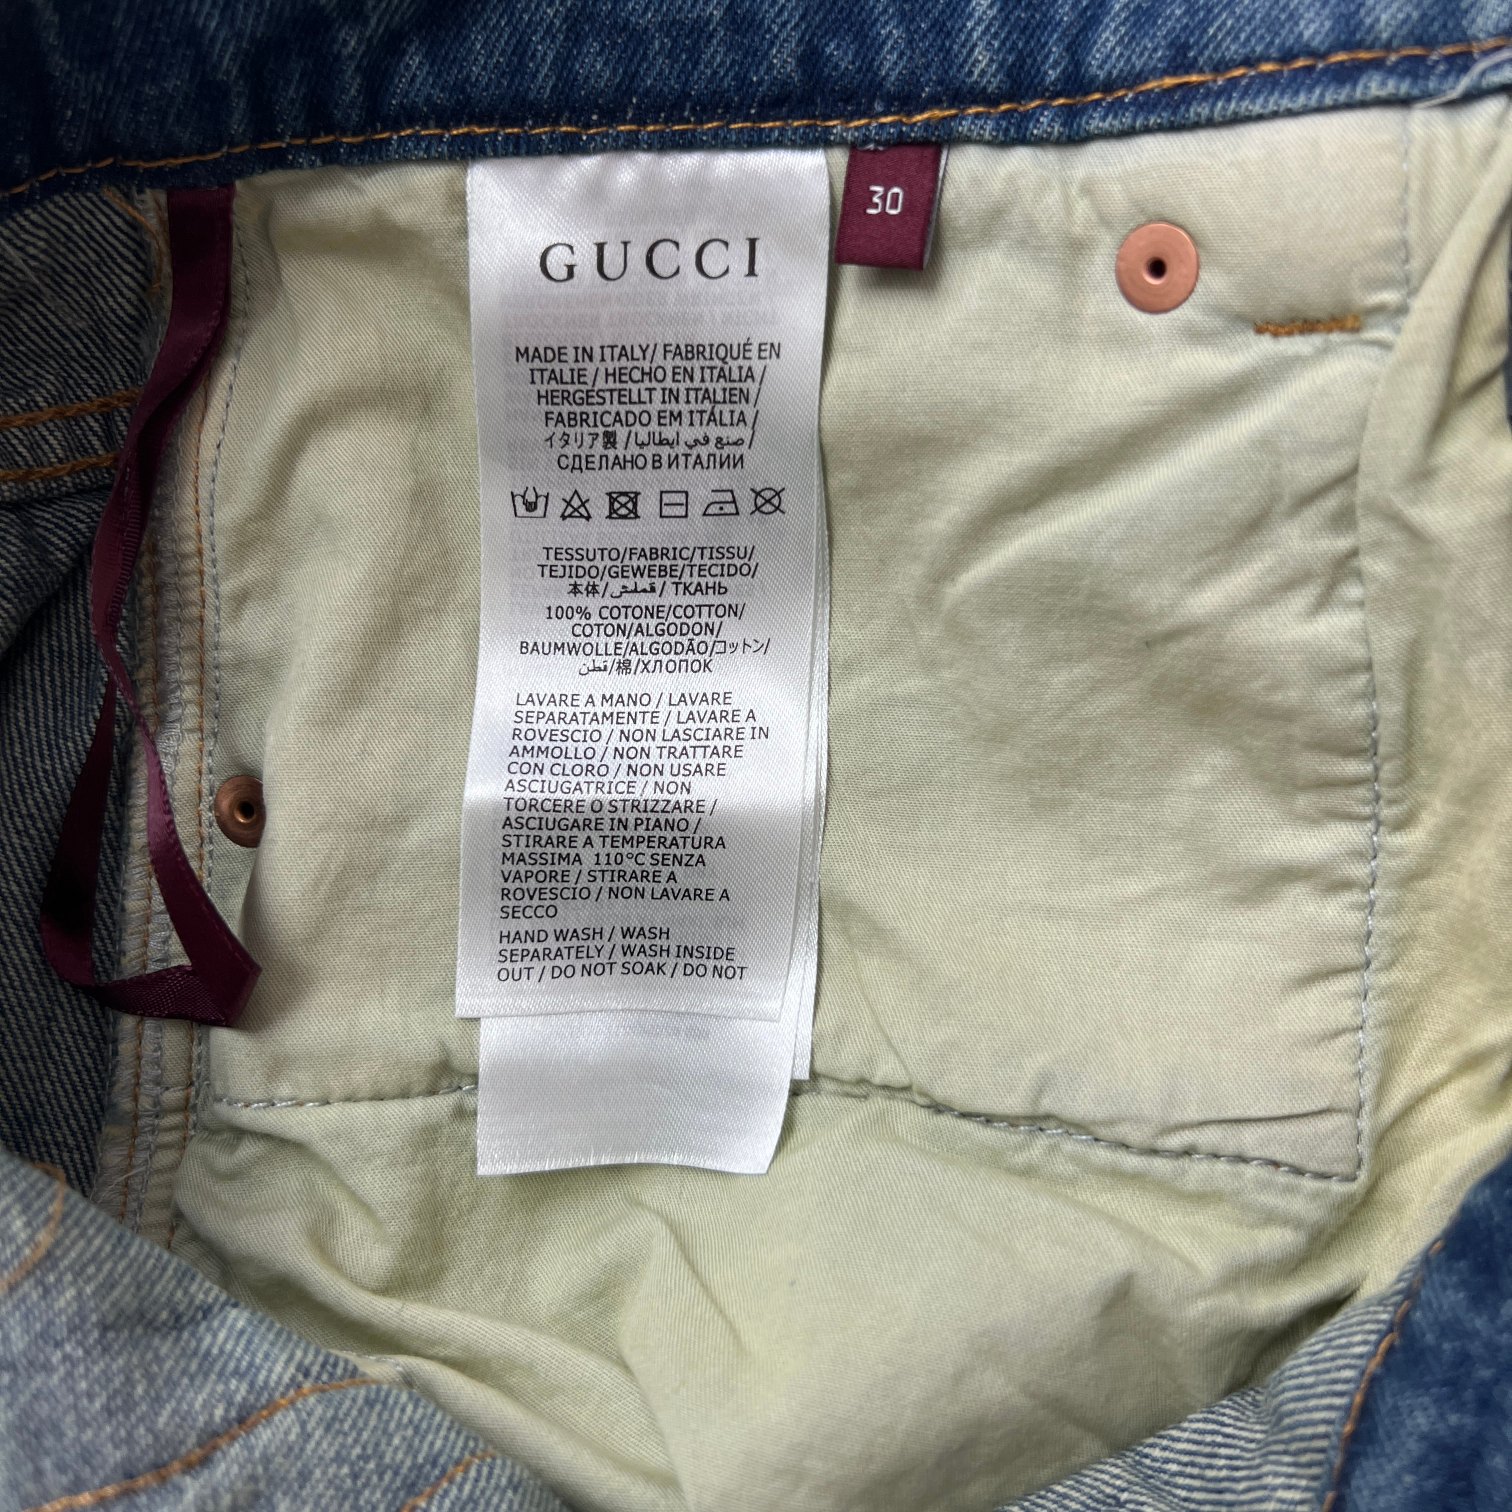 GUCCI
30
MADE IN ITALY/ FABRIQUÉ EN
ITALIE / HECHO EN ITALIA /
HERGESTELLT IN ITALIEN /
FABRICADO EM ITÁLIA /
イタリア製 / صنع في ايطاليا /
СДЕЛАНО В ИТАЛИИ
TESSUTO/FABRIC/TISSU/
TEJIDO/GEWEBE/TECIDO/
本体/قملش/ ТКАНЬ
100% COTONE/COTTON/
COTON/ALGODON/
BAUMWOLLE/ALGODÃO/コットン/
قطن/棉/ХЛОПОК
LAVARE A MANO / LAVARE
SEPARATAMENTE / LAVARE A
ROVESCIO / NON LASCIARE IN
AMMOLLO / NON TRATTARE
CON CLORO / NON USARE
ASCIUGATRICE / NON
TORCERE O STRIZZARE /
ASCIUGARE IN PIANO /
STIRARE A TEMPERATURA
MASSIMA 110°C SENZA
VAPORE / STIRARE A
ROVESCIO / NON LAVARE A
SECCO
HAND WASH / WASH
SEPARATELY / WASH INSIDE
OUT / DO NOT SOAK / DO NOT